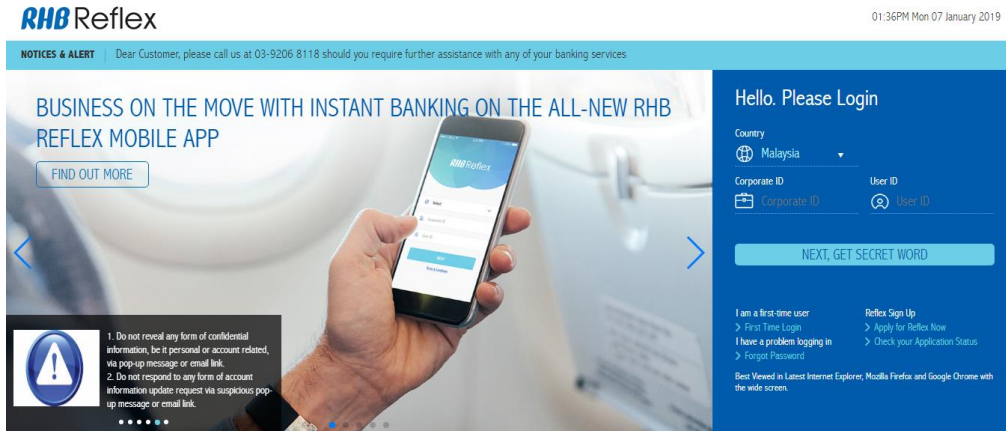 RHB Reflex
01:36PM Mon 07 January 2019
NOTICES & ALERT | Dear Customer, please call us at 03-9206 8118 should you require further assistance with any of your banking services
BUSINESS ON THE MOVE WITH INSTANT BANKING ON THE ALL-NEW RHB
REFLEX MOBILE APP
FIND OUT MORE
RHB Reflex
Select
Corporate ID
User ID
NEXT
1. Do not reveal any form of confidential
information, be it personal or account related,
via pop-up message or email link.
2. Do not respond to any form of account
information update request via suspicious pop-
up message or email link.
Hello. Please Login
Country
Malaysia
Corporate ID User ID
Corporate ID User ID
NEXT, GET SECRET WORD
I am a first-time user Reflex Sign Up
> First Time Login > Apply for Reflex Now
I have a problem logging in > Check your Application Status
> Forgot Password
Best Viewed in Latest Internet Explorer, Mozilla Firefox and Google Chrome with
the wide screen.